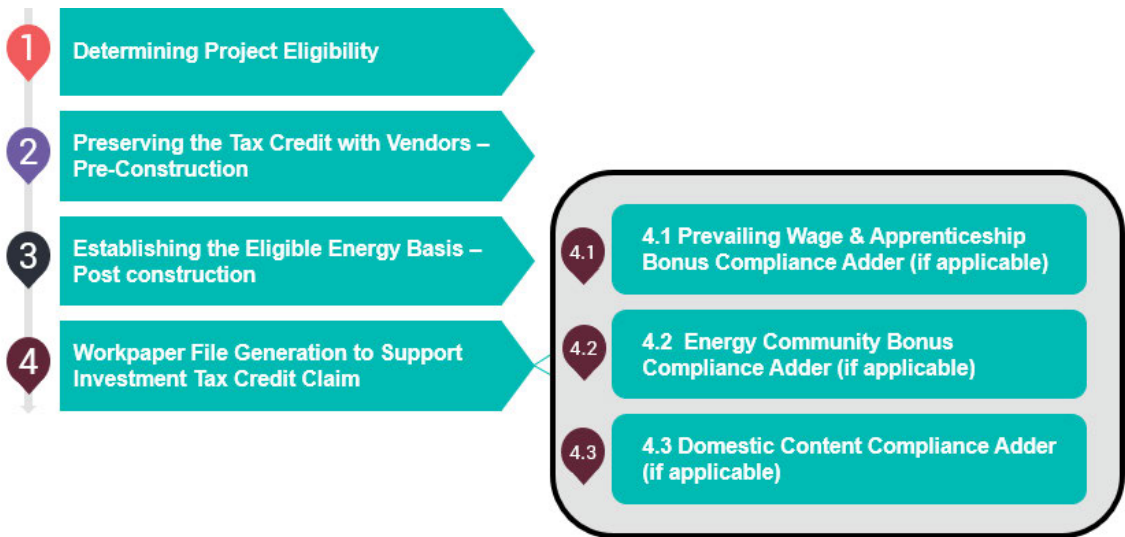 1
Determining Project Eligibility
2
Preserving the Tax Credit with Vendors –
Pre-Construction
3
Establishing the Eligible Energy Basis –
Post construction
4
Workpaper File Generation to Support
Investment Tax Credit Claim
4.1
4.1 Prevailing Wage & Apprenticeship
Bonus Compliance Adder (if applicable)
4.2
4.2 Energy Community Bonus
Compliance Adder (if applicable)
4.3
4.3 Domestic Content Compliance Adder
(if applicable)